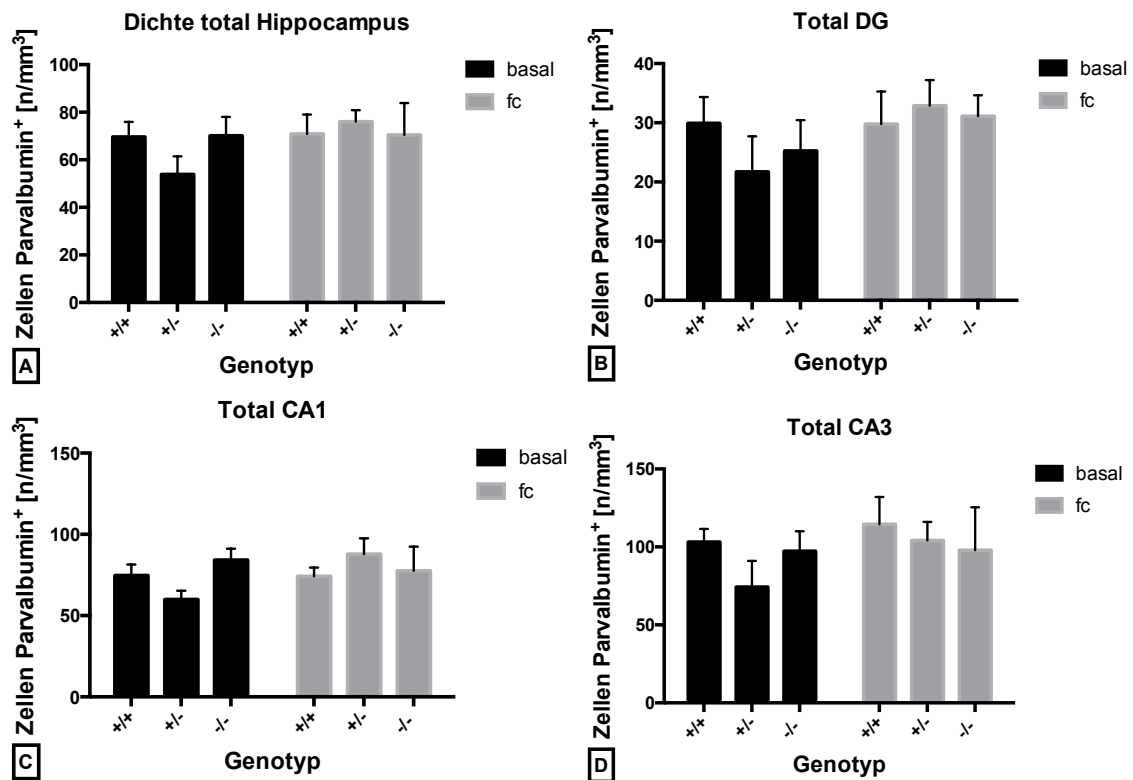 Dichte total Hippocampus
Zellen Parvalbumin⁺ [n/mm³]
100
80
60
40
20
0
+/+ +/- -/- +/+ +/- -/-
Genotyp
basal
fc
A
Total DG
Zellen Parvalbumin⁺ [n/mm³]
40
30
20
10
0
+/+ +/- -/- +/+ +/- -/-
Genotyp
basal
fc
B
Total CA1
Zellen Parvalbumin⁺ [n/mm³]
150
100
50
0
+/+ +/- -/- +/+ +/- -/-
Genotyp
basal
fc
C
Total CA3
Zellen Parvalbumin⁺ [n/mm³]
150
100
50
0
+/+ +/- -/- +/+ +/- -/-
Genotyp
basal
fc
D